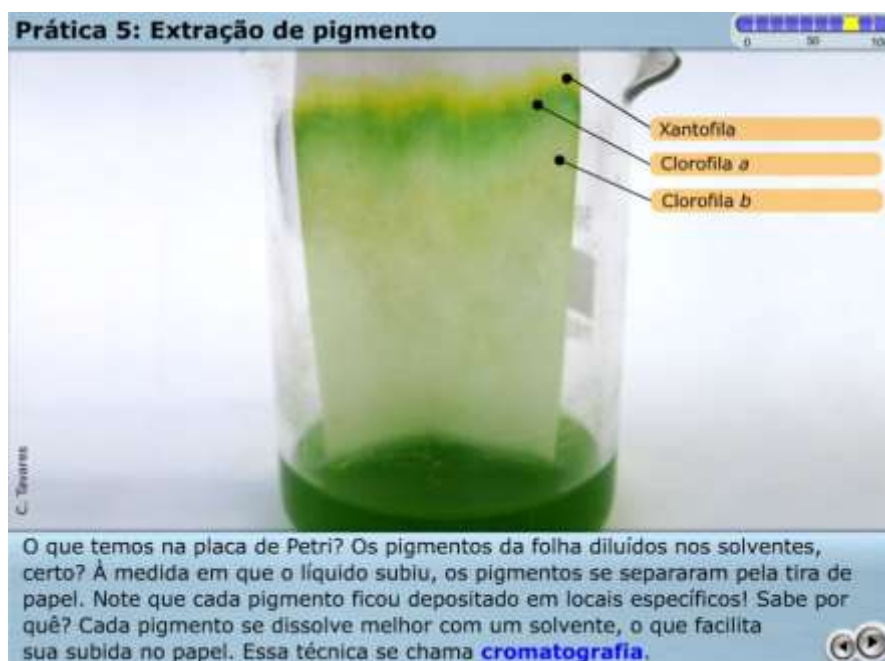 Prática 5: Extração de pigmento
0 50 100
Xantofila
Clorofila a
Clorofila b
C. Tavares
O que temos na placa de Petri? Os pigmentos da folha diluídos nos solventes,
certo? À medida em que o líquido subiu, os pigmentos se separaram pela tira de
papel. Note que cada pigmento ficou depositado em locais específicos! Sabe por
quê? Cada pigmento se dissolve melhor com um solvente, o que facilita
sua subida no papel. Essa técnica se chama cromatografia.